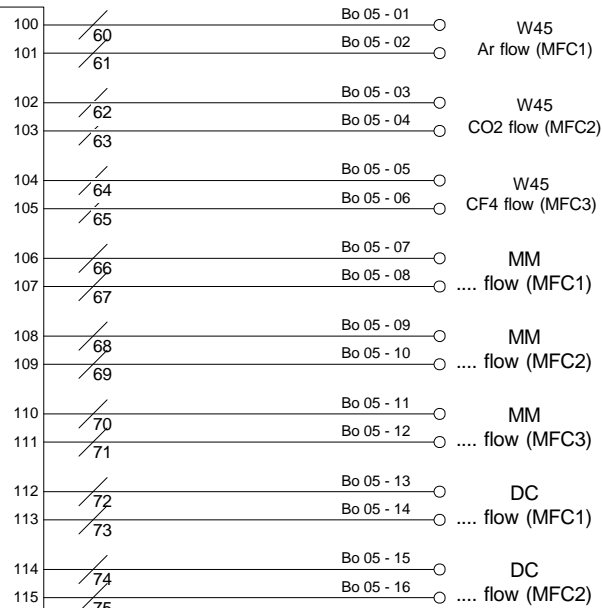 100 60 Bo 05 - 01
W45
101 61 Bo 05 - 02
Ar flow (MFC1)
102 62 Bo 05 - 03
W45
103 63 Bo 05 - 04
CO2 flow (MFC2)
104 64 Bo 05 - 05
W45
105 65 Bo 05 - 06
CF4 flow (MFC3)
106 66 Bo 05 - 07
MM
107 67 Bo 05 - 08
.... flow (MFC1)
108 68 Bo 05 - 09
MM
109 69 Bo 05 - 10
.... flow (MFC2)
110 70 Bo 05 - 11
MM
111 71 Bo 05 - 12
.... flow (MFC3)
112 72 Bo 05 - 13
DC
113 73 Bo 05 - 14
.... flow (MFC1)
114 74 Bo 05 - 15
DC
115 75 Bo 05 - 16
.... flow (MFC2)